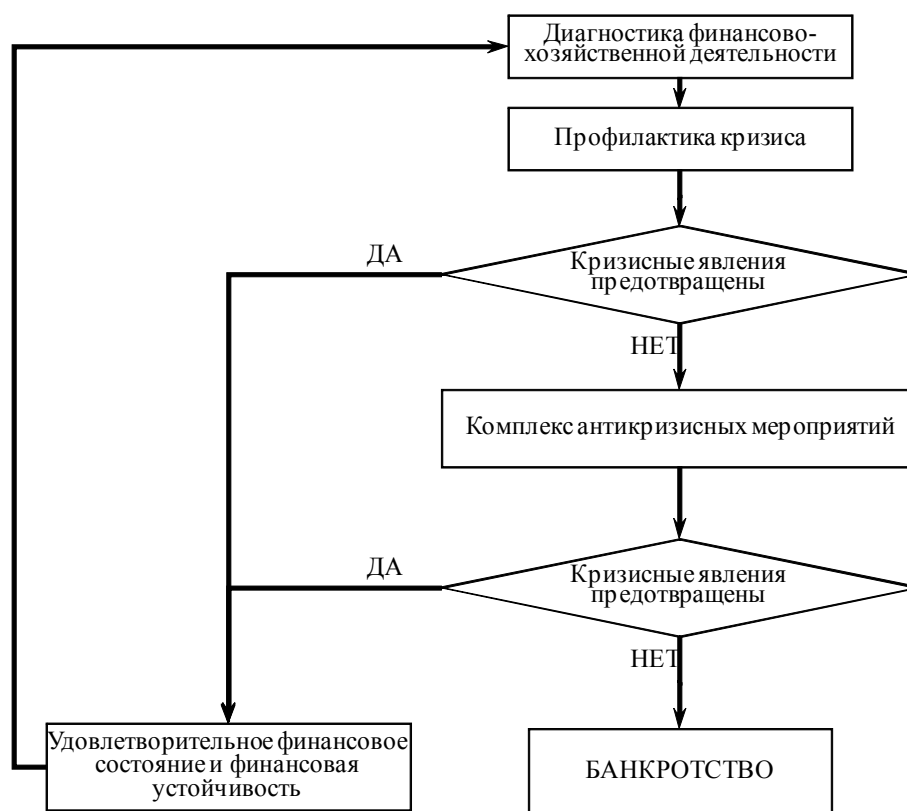 Диагностика финансово-
хозяйственной деятельности
Профилактика кризиса
ДА
Кризисные явления
предотвращены
НЕТ
Комплекс антикризисных мероприятий
ДА
Кризисные явления
предотвращены
НЕТ
Удовлетворительное финансовое
состояние и финансовая
устойчивость
БАНКРОТСТВО